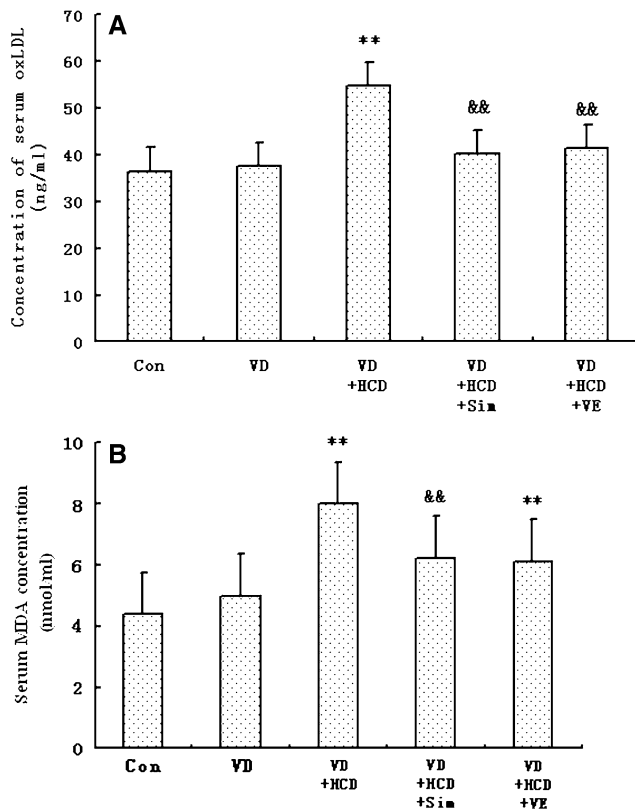 A
Concentration of serum oxLDL
(ng/ml)
70
60
50
40
30
20
10
0
**
&&
&&
Con
VD
VD
+HCD
VD
+HCD
+Sim
VD
+HCD
+VE
B
Serum MDA concentration
(nmol/ml)
10
8
6
4
2
0
**
&&
**
Con
VD
VD
+HCD
VD
+HCD
+Sim
VD
+HCD
+VE